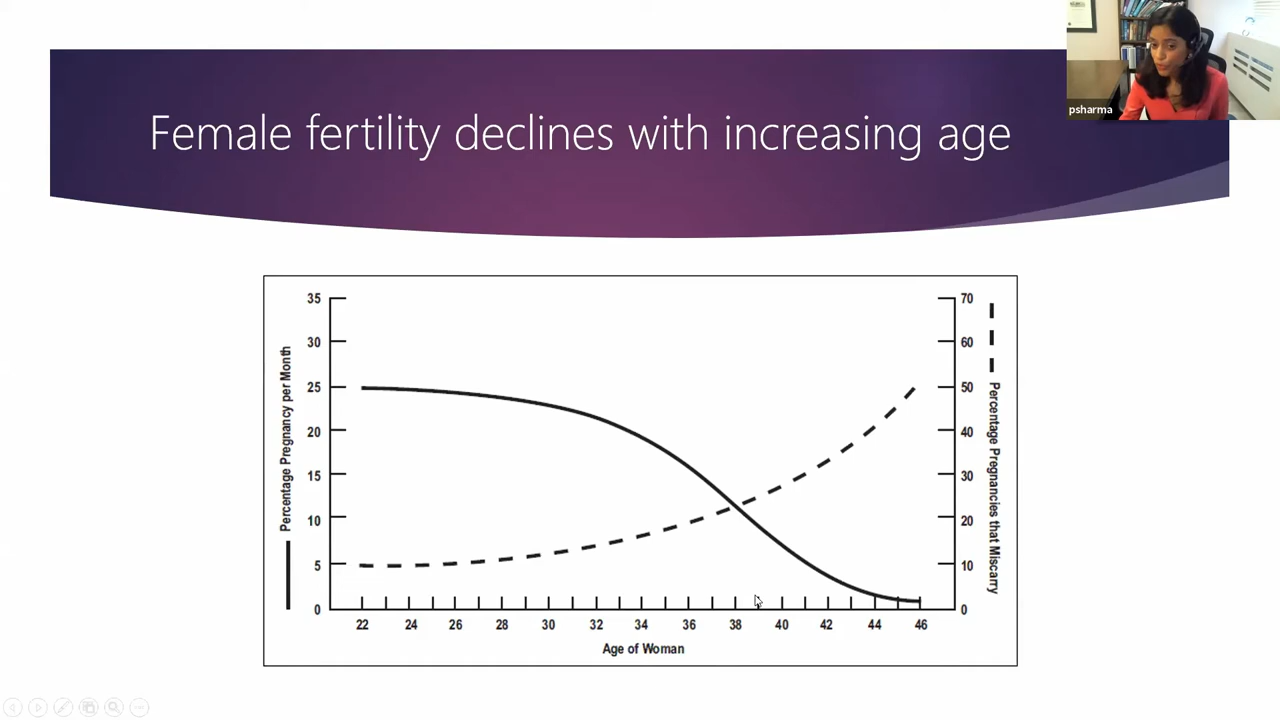 psharma
Female fertility declines with increasing age
Percentage Pregnancy per Month
35
30
25
20
15
10
5
0
70
60
50
40
30
20
10
0
Percentage Pregnancies that Miscarry
22 24 26 28 30 32 34 36 38 40 42 44 46
Age of Woman